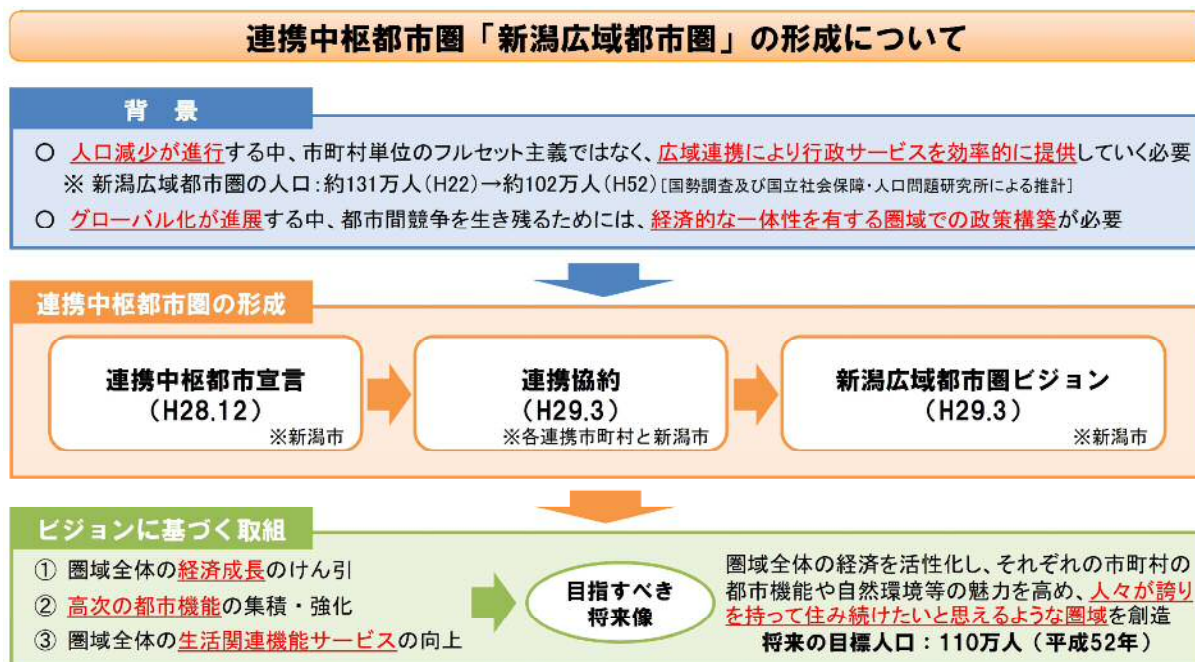 連携中枢都市圏「新潟広域都市圏」の形成について
背 景
○ 人口減少が進行する中、市町村単位のフルセット主義ではなく、広域連携により行政サービスを効率的に提供していく必要
※ 新潟広域都市圏の人口:約131万人(H22)→約102万人(H52)[国勢調査及び国立社会保障・人口問題研究所による推計]
○ グローバル化が進展する中、都市間競争を生き残るためには、経済的な一体性を有する圏域での政策構築が必要
連携中枢都市圏の形成
連携中枢都市宣言
(H28.12)
※新潟市
連携協約
(H29.3)
※各連携市町村と新潟市
新潟広域都市圏ビジョン
(H29.3)
※新潟市
ビジョンに基づく取組
① 圏域全体の経済成長のけん引
② 高次の都市機能の集積・強化
③ 圏域全体の生活関連機能サービスの向上
目指すべき
将来像
圏域全体の経済を活性化し、それぞれの市町村の
都市機能や自然環境等の魅力を高め、人々が誇り
を持って住み続けたいと思えるような圏域を創造
将来の目標人口:110万人(平成52年)